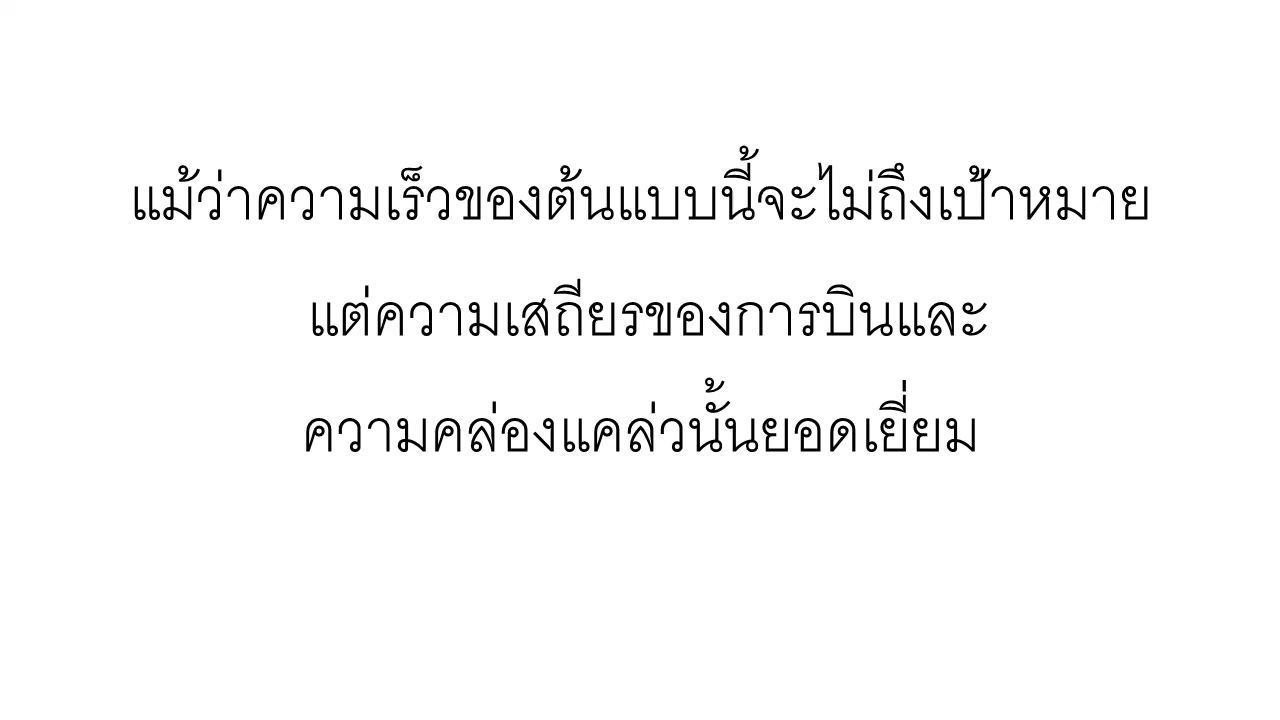 แม้ว่าความเร็วของต้นแบบนี้จะไม่ถึงเป้าหมาย
แต่ความเสถียรของการบินและ
ความคล่องแคล่วนั้นยอดเยี่ยม